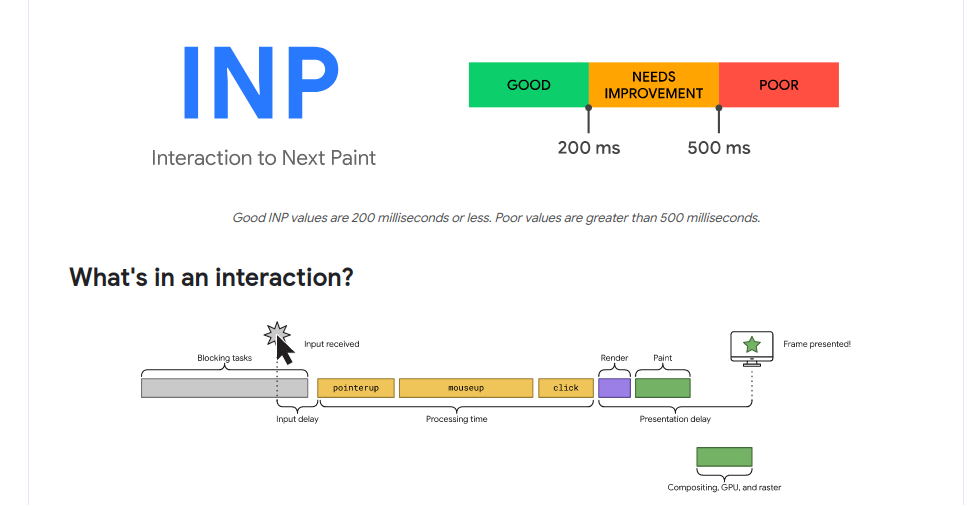 INP
Interaction to Next Paint
GOOD
NEEDS
IMPROVEMENT
POOR
200 ms
500 ms
Good INP values are 200 milliseconds or less. Poor values are greater than 500 milliseconds.
What's in an interaction?
Input received
Frame presented!
Blocking tasks
Render
Paint
pointerup
mouseup
click
Input delay
Processing time
Presentation delay
Compositing, GPU, and raster